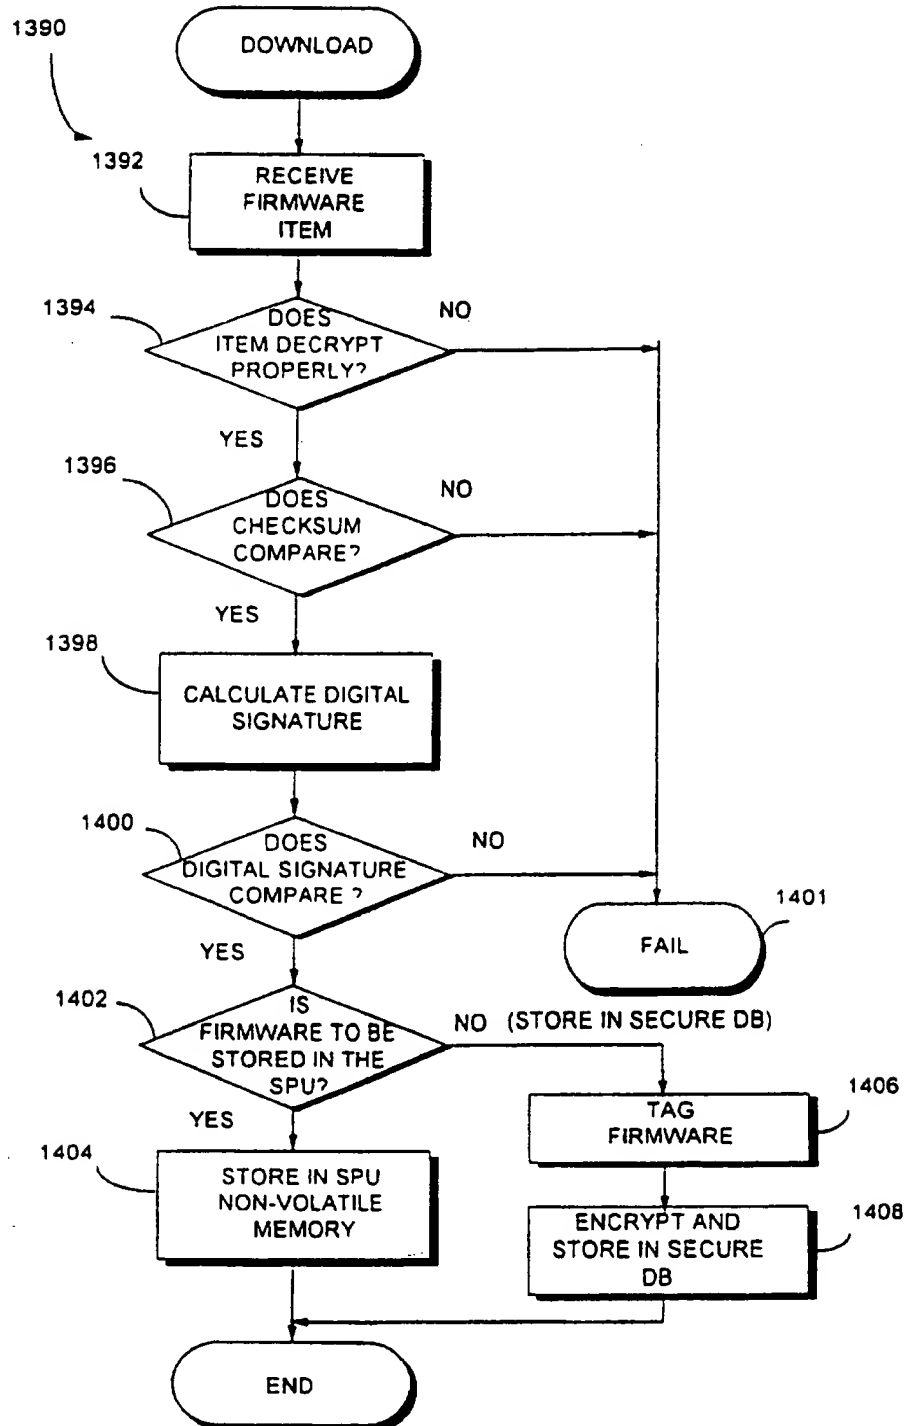 1390
DOWNLOAD
1392
RECEIVE
FIRMWARE
ITEM
1394
DOES
ITEM DECRYPT
PROPERLY?
NO
YES
1396
DOES
CHECKSUM
COMPARE?
NO
YES
1398
CALCULATE DIGITAL
SIGNATURE
1400
DOES
DIGITAL SIGNATURE
COMPARE ?
NO
1401
FAIL
YES
1402
IS
FIRMWARE TO BE
STORED IN THE
SPU?
NO (STORE IN SECURE DB)
YES
1406
TAG
FIRMWARE
1404
STORE IN SPU
NON-VOLATILE
MEMORY
1408
ENCRYPT AND
STORE IN SECURE
DB
END